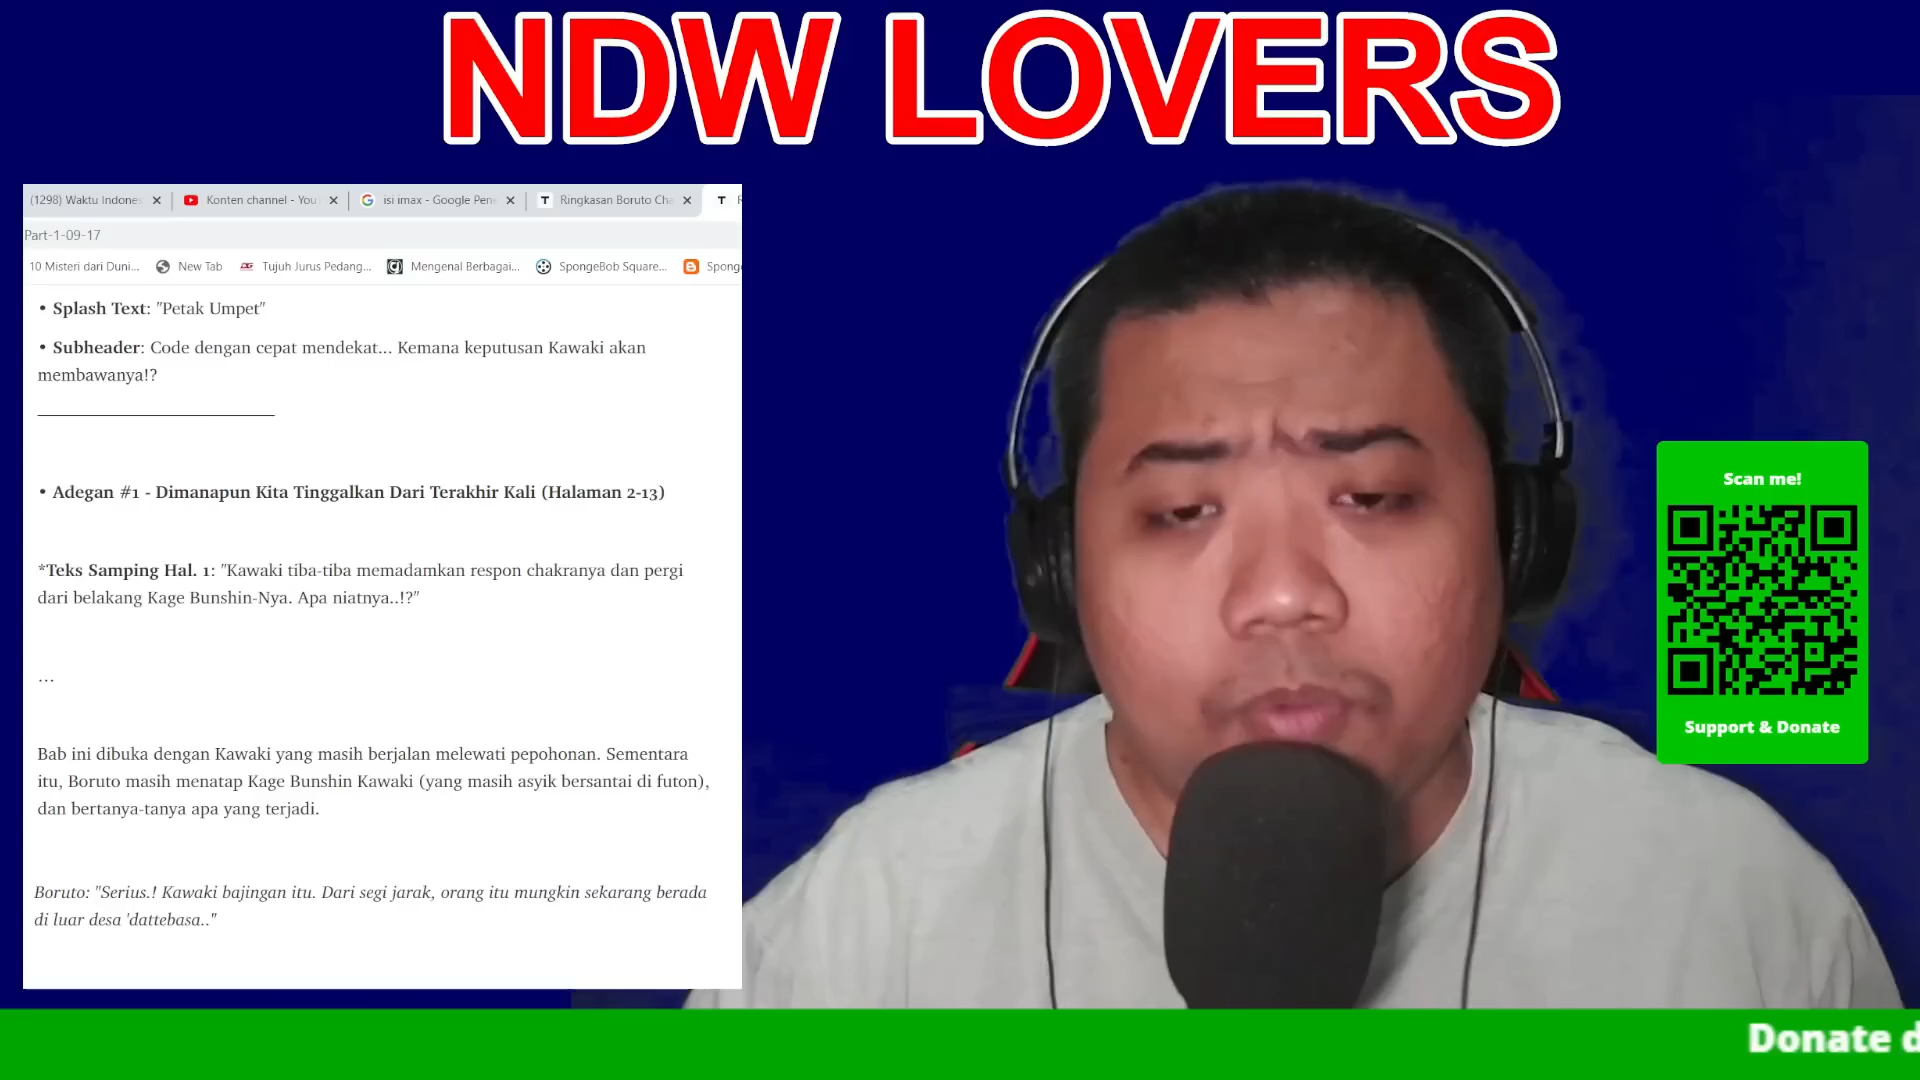 NDW LOVERS
(1298) Waktu Indones
Konten channel - You
isi imax - Google Pen
Ringkasan Boruto Cha
Part-1-09-17
10 Misteri dari Duni...
New Tab
Tujuh Jurus Pedang...
Mengenal Berbagai...
SpongeBob Square...
Spong
• Splash Text: "Petak Umpet"
• Subheader: Code dengan cepat mendekat... Kemana keputusan Kawaki akan
membawanya!?
• Adegan #1 - Dimanapun Kita Tinggalkan Dari Terakhir Kali (Halaman 2-13)
*Teks Samping Hal. 1: "Kawaki tiba-tiba memadamkan respon chakranya dan pergi
dari belakang Kage Bunshin-Nya. Apa niatnya..!?"
...
Bab ini dibuka dengan Kawaki yang masih berjalan melewati pepohonan. Sementara
itu, Boruto masih menatap Kage Bunshin Kawaki (yang masih asyik bersantai di futon),
dan bertanya-tanya apa yang terjadi.
Boruto: "Serius.! Kawaki bajingan itu. Dari segi jarak, orang itu mungkin sekarang berada
di luar desa 'dattebasa.."
Scan me!
Support & Donate
Donate d